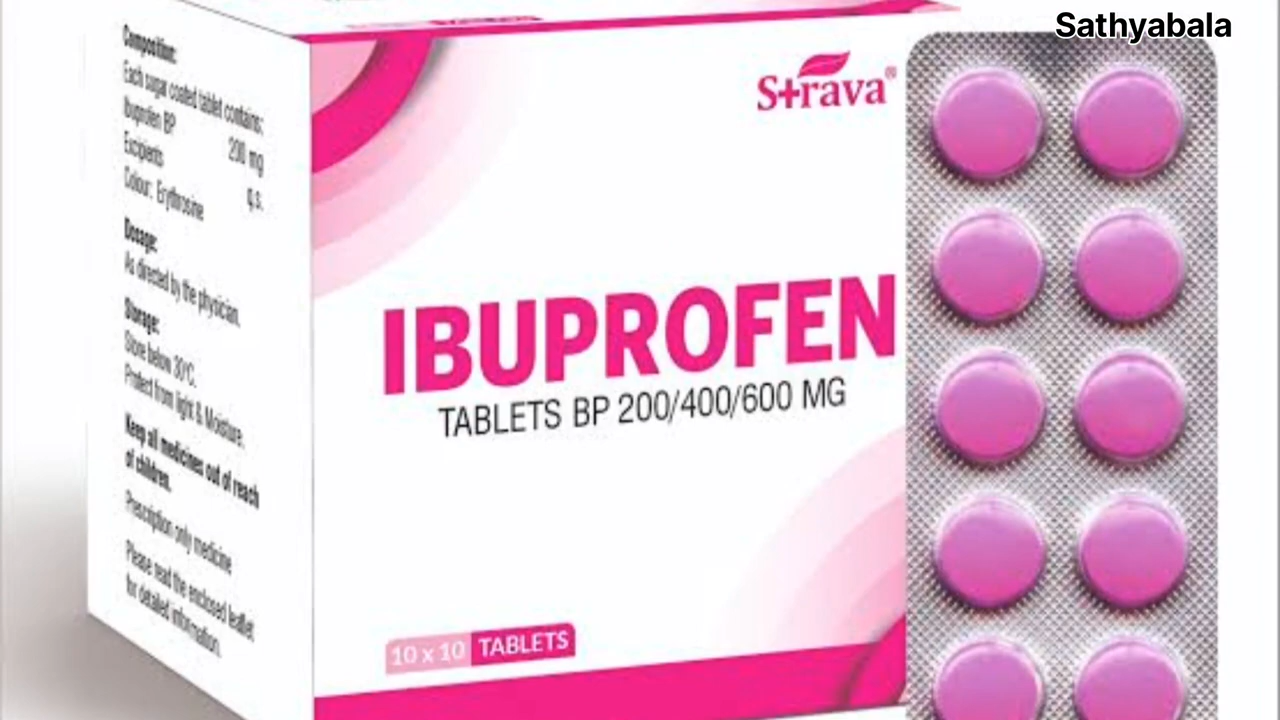 Sathyabala
Composition:
Each sugar coated tablet contains:
Ibuprofen BP 200 mg
Excipients q.s.
Colour: Erythrosine
Dosage:
As directed by the physician.
Storage:
Store below 30°C.
Protect from light & Moisture.
Keep all medicines out of reach
of children.
Prescription only medicine
Please read the enclosed leaflet
for detailed information.
Strava®
IBUPROFEN
TABLETS BP 200/400/600 MG
10 x 10 TABLETS